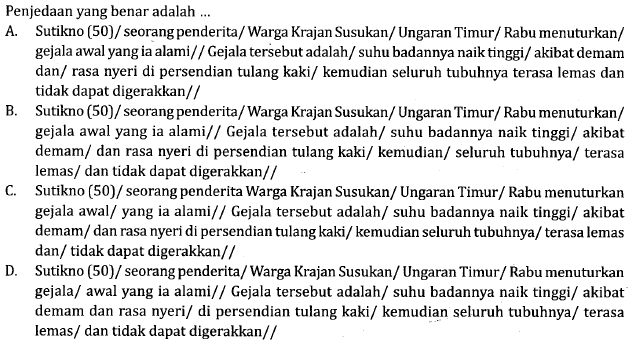 Penjedaan yang benar adalah ...
A. Sutikno (50)/ seorang penderita/ Warga Krajan Susukan/ Ungaran Timur/ Rabu menuturkan/
gejala awal yang ia alami// Gejala tersebut adalah/ suhu badannya naik tinggi/ akibat demam
dan/ rasa nyeri di persendian tulang kaki/ kemudian seluruh tubuhnya terasa lemas dan
tidak dapat digerakkan//
B. Sutikno (50)/ seorang penderita/ Warga Krajan Susukan/ Ungaran Timur/ Rabu menuturkan/
gejala awal yang ia alami// Gejala tersebut adalah/ suhu badannya naik tinggi/ akibat
demam/ dan rasa nyeri di persendian tulang kaki/ kemudian/ seluruh tubuhnya/ terasa
lemas/ dan tidak dapat digerakkan//
C. Sutikno (50)/ seorang penderita Warga Krajan Susukan/ Ungaran Timur/ Rabu menuturkan
gejala awal/ yang ia alami// Gejala tersebut adalah/ suhu badannya naik tinggi/ akibat
demam/ dan rasa nyeri di persendian tulang kaki/ kemudian seluruh tubuhnya/ terasa lemas
dan/ tidak dapat digerakkan//
D. Sutikno (50)/ seorang penderita/ Warga Krajan Susukan/ Ungaran Timur/ Rabu menuturkan
gejala/ awal yang ia alami// Gejala tersebut adalah/ suhu badannya naik tinggi/ akibat
demam dan rasa nyeri/ di persendian tulang kaki/ kemudian seluruh tubuhnya/ terasa
lemas/ dan tidak dapat digerakkan//